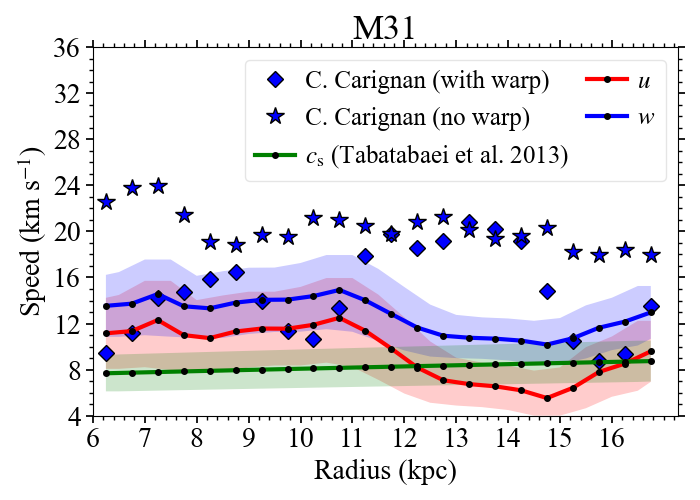 M31
36
32
28
24
20
16
12
8
4
Speed (km s⁻¹)
C. Carignan (with warp)
C. Carignan (no warp)
cₛ (Tabatabaei et al. 2013)
u
w
6 7 8 9 10 11 12 13 14 15 16
Radius (kpc)